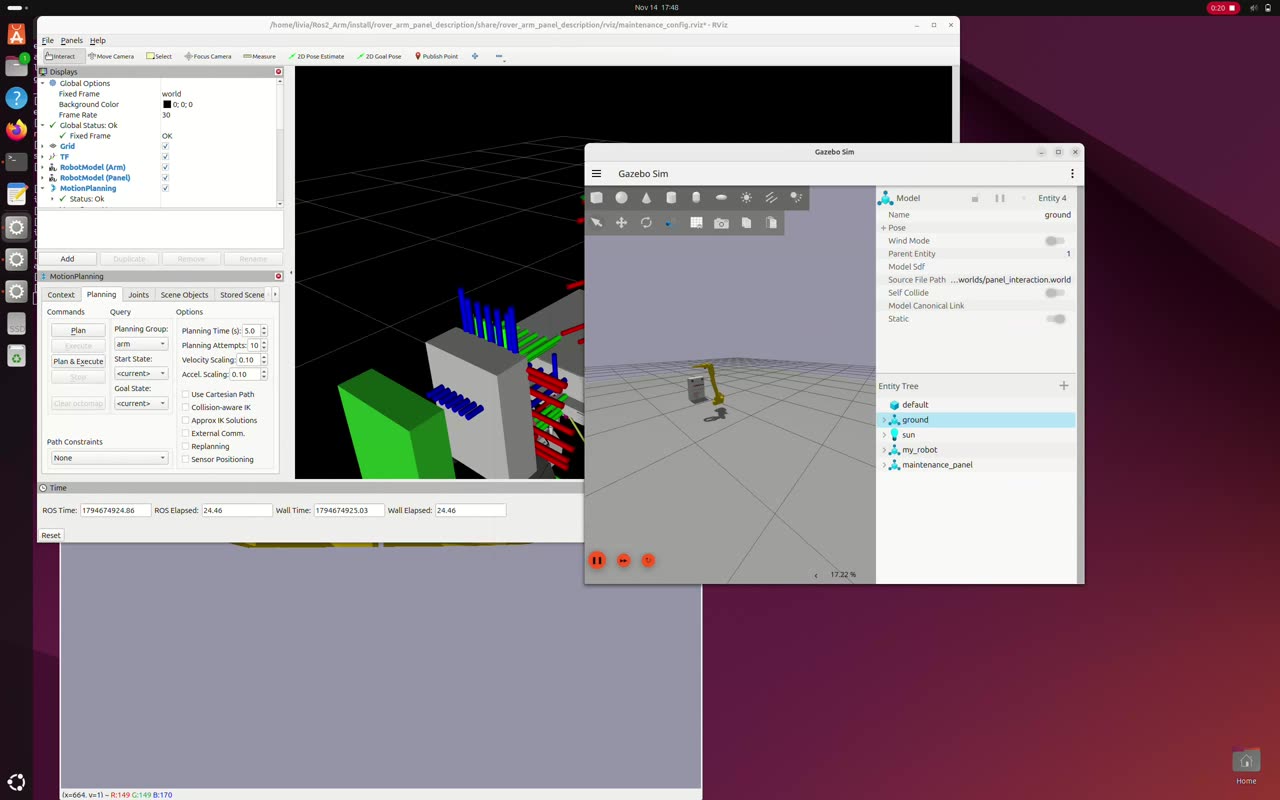 Nov 14 17:48
0:20
/home/livia/Ros2_Arm/install/rover_arm_panel_description/share/rover_arm_panel_description/rviz/maintenance_config.rviz* - RViz
File Panels Help
Interact Move Camera Select Focus Camera Measure 2D Pose Estimate 2D Goal Pose Publish Point
Displays
Global Options
Fixed Frame world
Background Color 0; 0; 0
Frame Rate 30
Global Status: Ok
Fixed Frame OK
Grid
TF
RobotModel (Arm)
RobotModel (Panel)
MotionPlanning
Status: Ok
Add Duplicate Remove Rename
MotionPlanning
Context Planning Joints Scene Objects Stored Scene
Commands Query Options
Plan
Execute
Plan & Execute
Stop
Clear octomap
Planning Group:
arm
Start State:
<current>
Goal State:
<current>
Planning Time (s): 5.0
Planning Attempts: 10
Velocity Scaling: 0.10
Accel. Scaling: 0.10
Use Cartesian Path
Collision-aware IK
Approx IK Solutions
External Comm.
Replanning
Sensor Positioning
Path Constraints
None
Time
ROS Time: 1794674924.86 ROS Elapsed: 24.46 Wall Time: 1794674925.03 Wall Elapsed: 24.46
Reset
Gazebo Sim
Gazebo Sim
17.22 %
Model Entity 4
Name ground
Pose
Wind Mode
Parent Entity 1
Model Sdf
Source File Path ...worlds/panel_interaction.world
Self Collide
Model Canonical Link
Static
Entity Tree
default
ground
sun
my_robot
maintenance_panel
(x=664, y=1) ~ R:149 G:149 B:170
SSD
1
Home